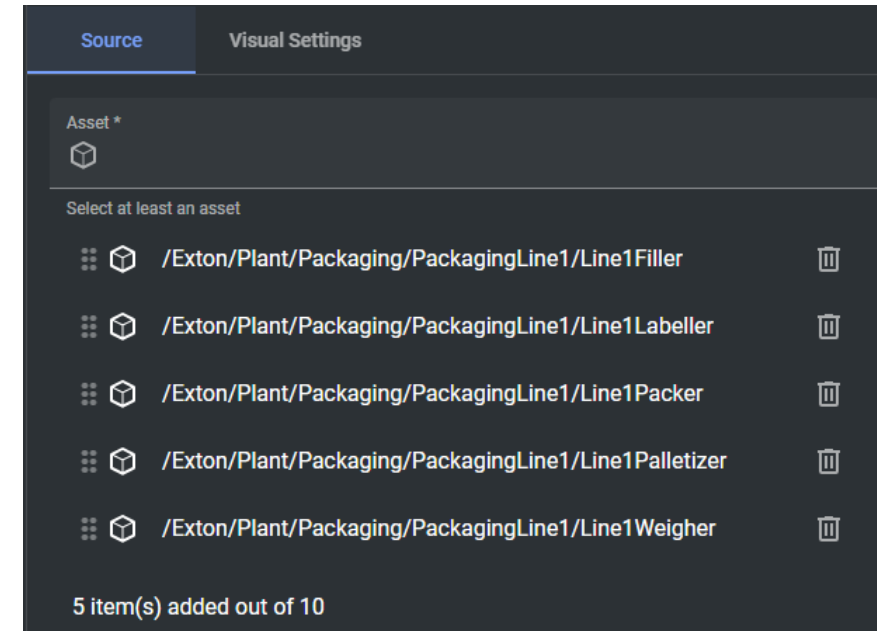 Source Visual Settings
Asset *
Select at least an asset
/Exton/Plant/Packaging/PackagingLine1/Line1Filler
/Exton/Plant/Packaging/PackagingLine1/Line1Labeller
/Exton/Plant/Packaging/PackagingLine1/Line1Packer
/Exton/Plant/Packaging/PackagingLine1/Line1Palletizer
/Exton/Plant/Packaging/PackagingLine1/Line1Weigher
5 item(s) added out of 10